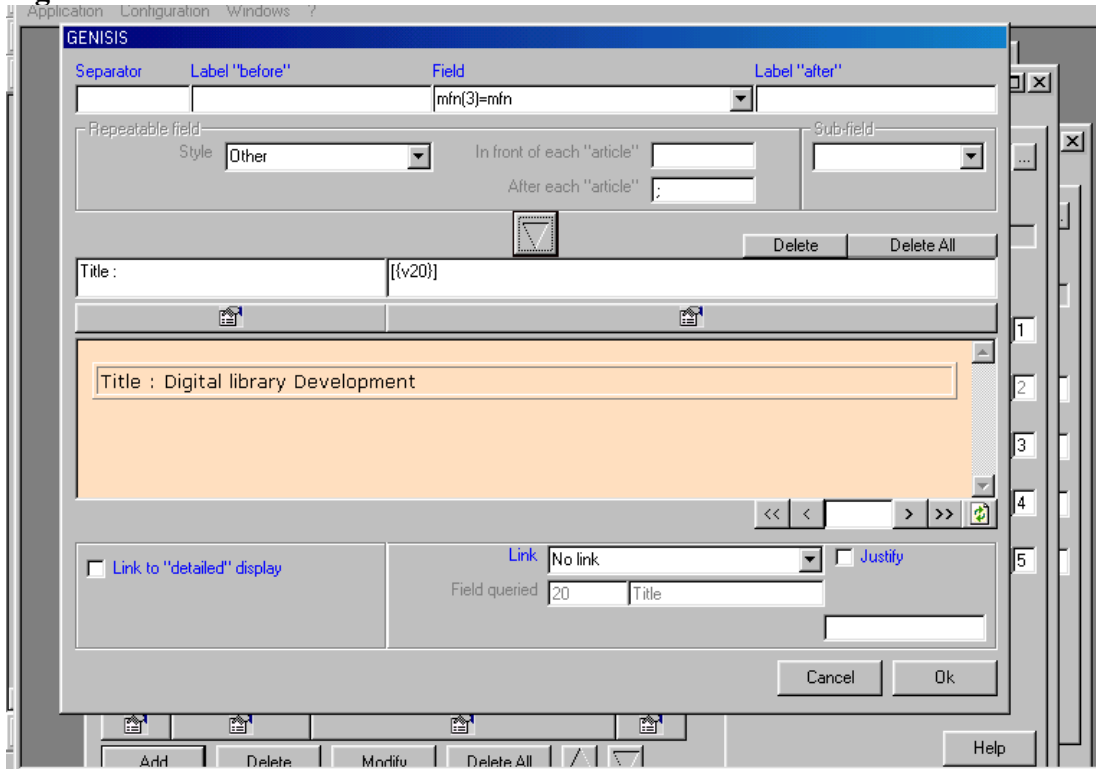 Application Configuration Windows ?
GENISIS
Separator Label "before" Field Label "after"
mfn(3)=mfn
Repeatable field Sub-field
Style Other In front of each "article"
...
After each "article" ;
Delete Delete All
Title : [{v20}]
1
Title : Digital library Development
2
3
<< < > >> 4
Link to "detailed" display Link No link Justify 5
Field queried 20 Title
Cancel Ok
Add Delete Modify Delete All Help